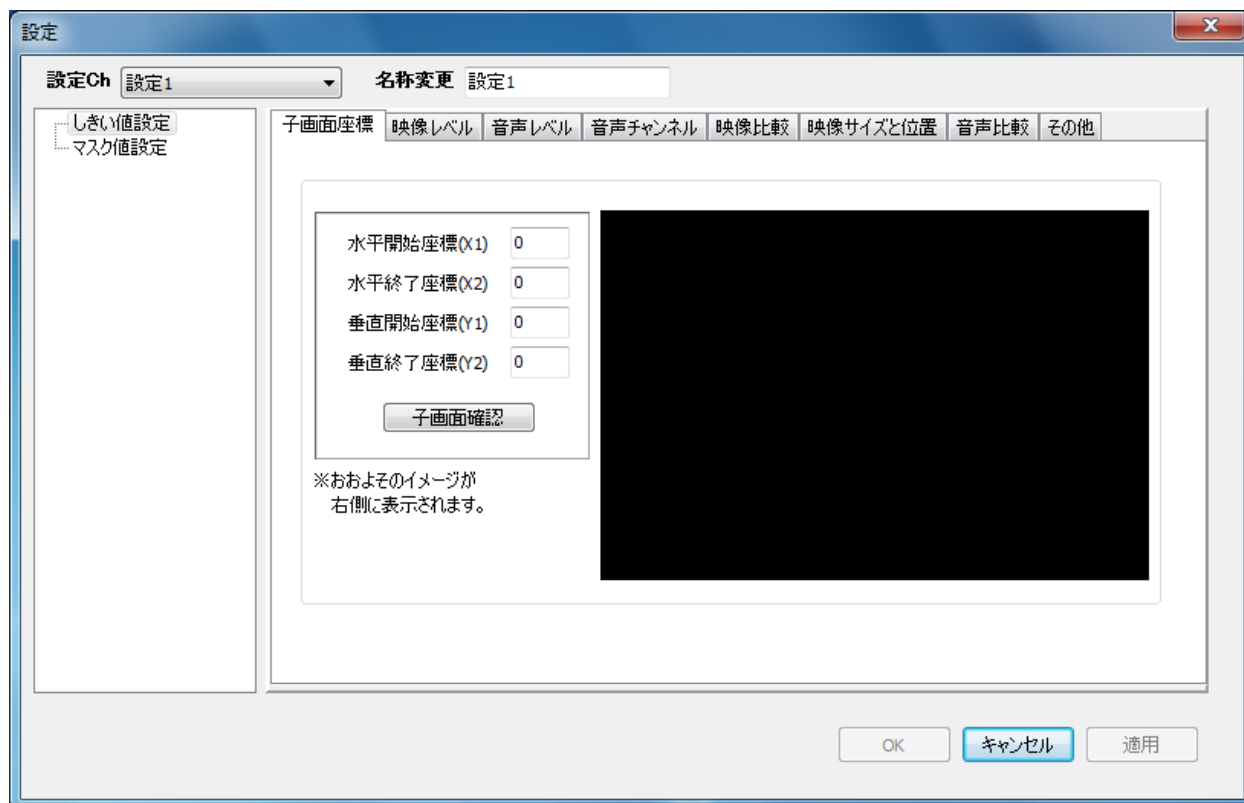 設定
設定Ch 設定1 名称変更 設定1
しきい値設定
マスク値設定
子画面座標 映像レベル 音声レベル 音声チャンネル 映像比較 映像サイズと位置 音声比較 その他
水平開始座標(X1) 0
水平終了座標(X2) 0
垂直開始座標(Y1) 0
垂直終了座標(Y2) 0
子画面確認
※おおよそのイメージが
右側に表示されます。
OK キャンセル 適用